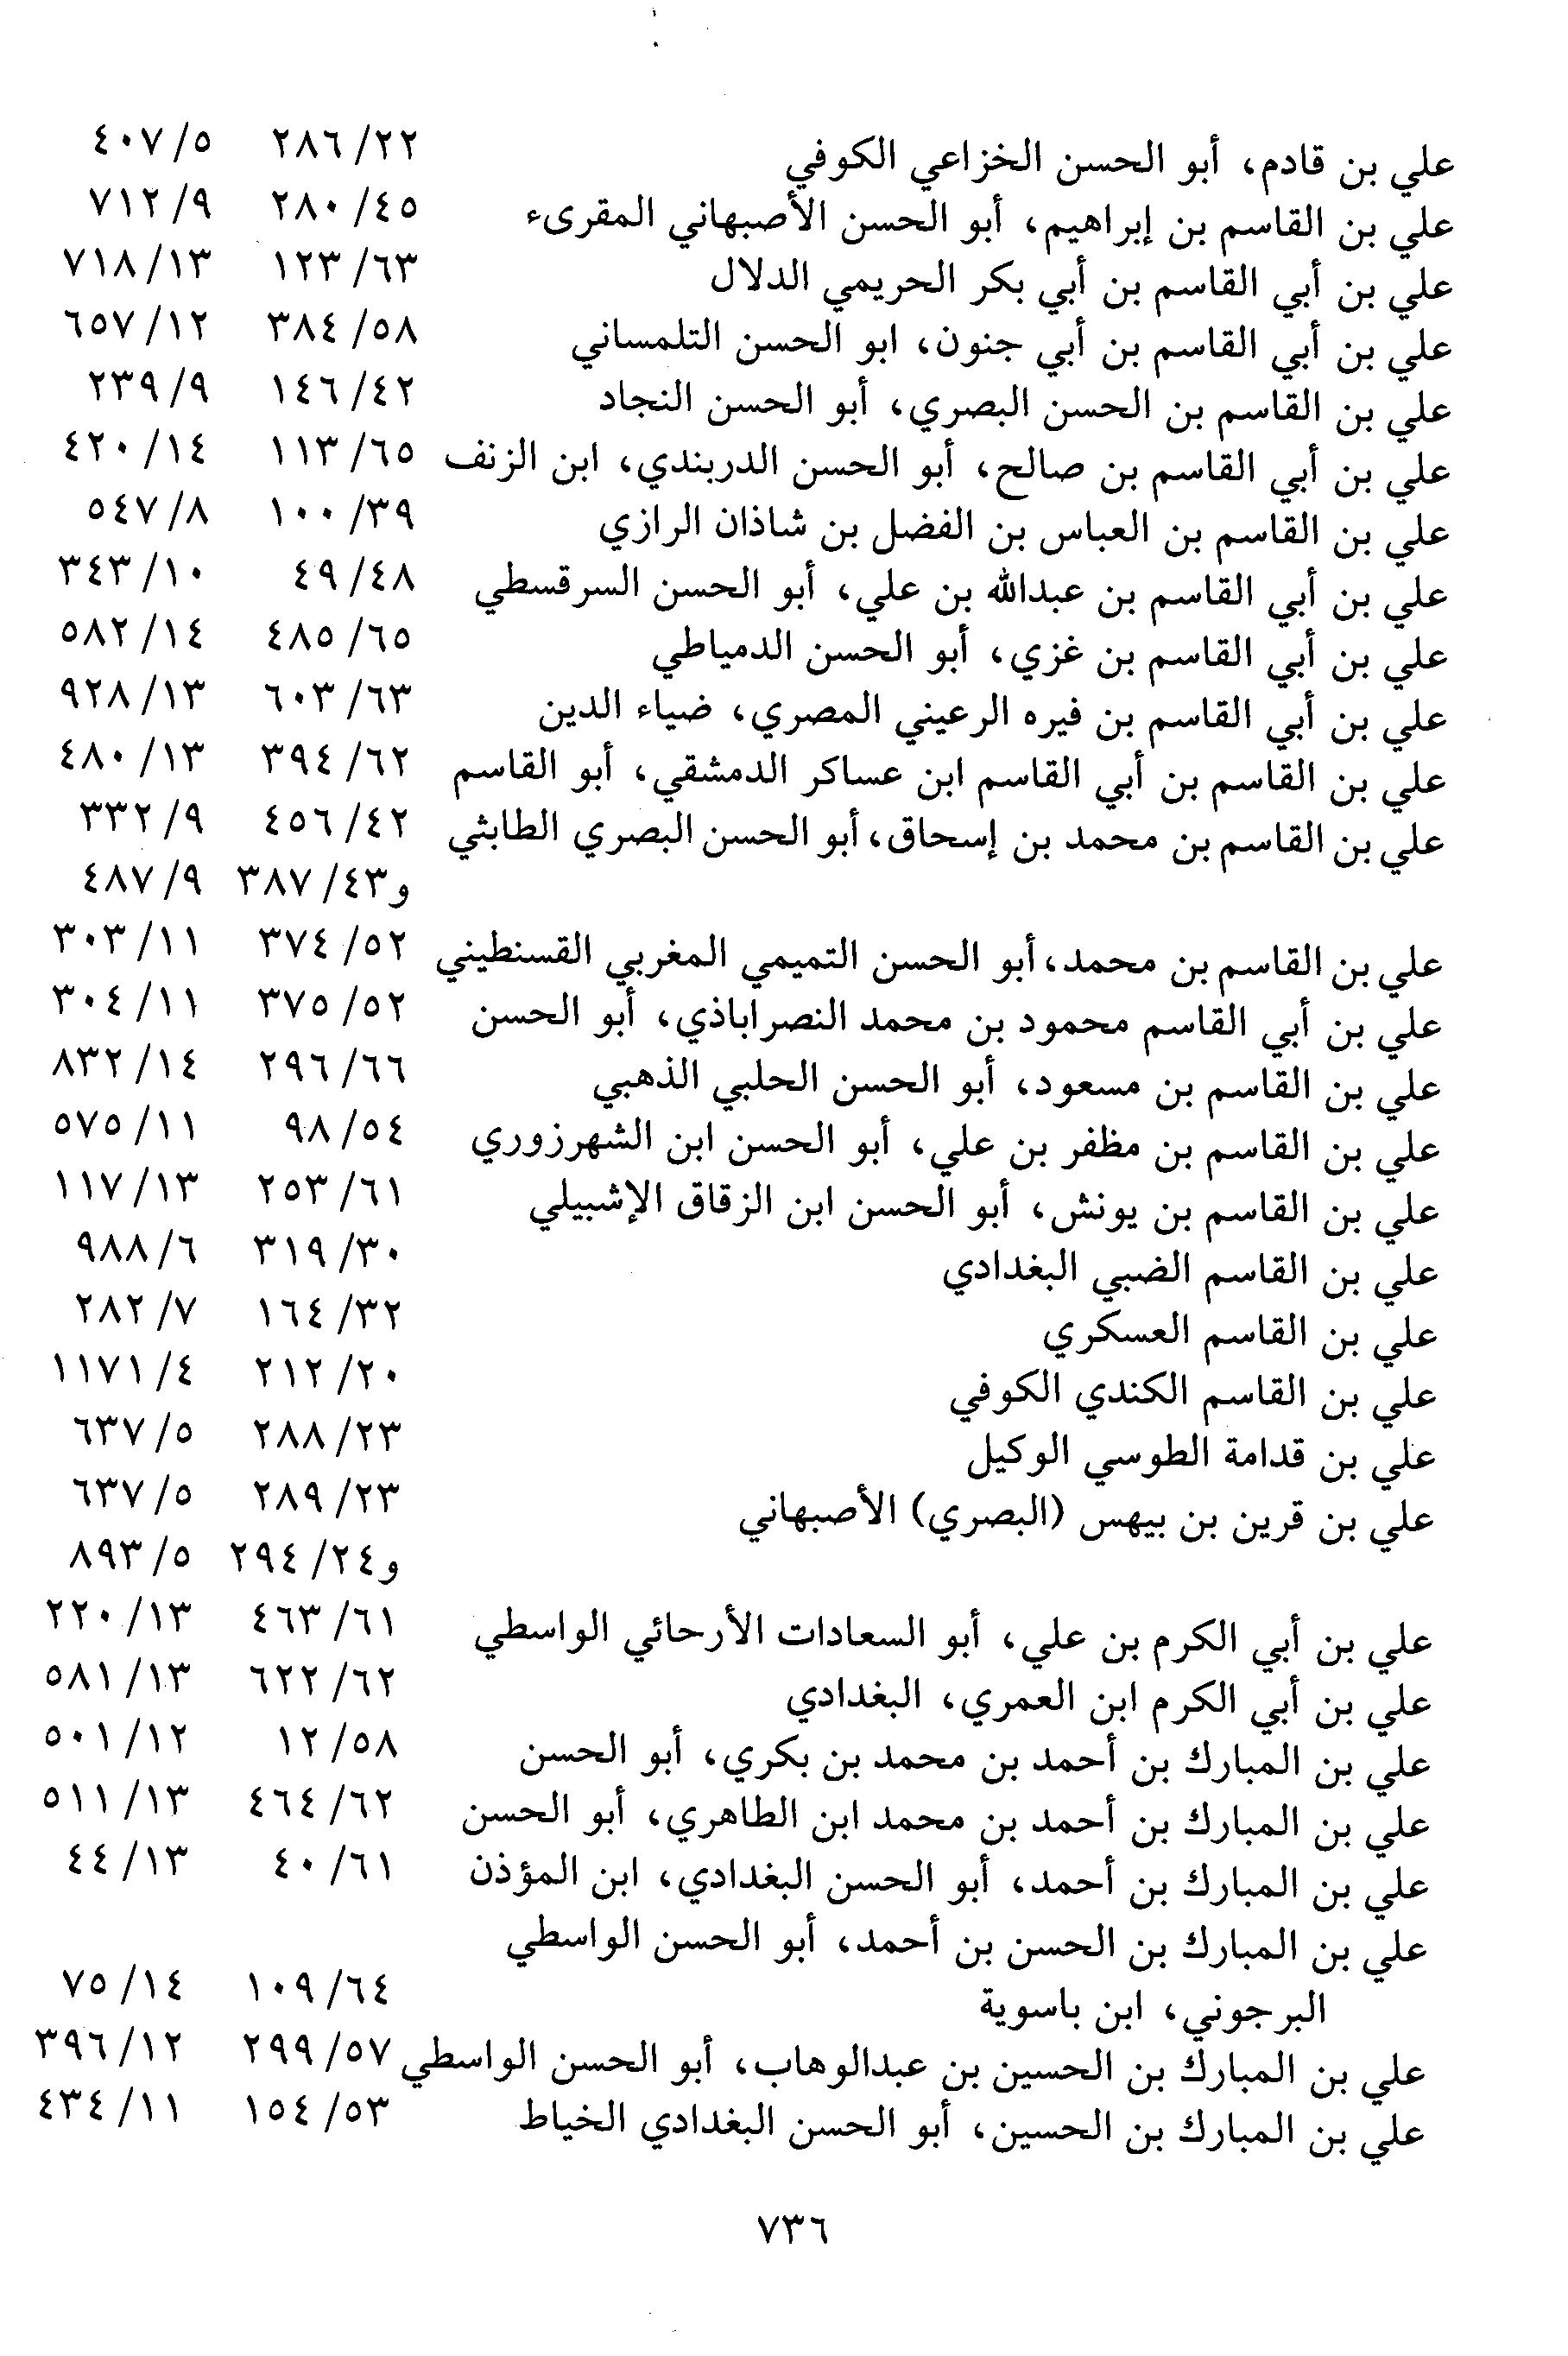 علي بن قادم، أبو الحسن الخزاعي الكوفي ٢٢/ ٢٨٦ ٥/ ٤٠٧
علي بن القاسم بن إبراهيم، أبو الحسن الأصبهاني المقرىء ٤٥/ ٢٨٠ ٩/ ٧١٢
علي بن أبي القاسم بن أبي بكر الحريمي الدلال ٦٣/ ١٢٣ ١٣/ ٧١٨
علي بن أبي القاسم بن أبي جنون، ابو الحسن التلمساني ٥٨/ ٣٨٤ ١٢/ ٦٥٧
علي بن القاسم بن الحسن البصري، أبو الحسن النجاد ٤٢/ ١٤٦ ٩/ ٢٣٩
علي بن أبي القاسم بن صالح، أبو الحسن الدربندي، ابن الزنف ٦٥/ ١١٣ ١٤/ ٤٢٠
علي بن القاسم بن العباس بن الفضل بن شاذان الرازي ٣٩/ ١٠٠ ٨/ ٥٤٧
علي بن أبي القاسم بن عبدالله بن علي، أبو الحسن السرقسطي ٤٨/ ٤٩ ١٠/ ٣٤٣
علي بن أبي القاسم بن غزي، أبو الحسن الدمياطي ٦٥/ ٤٨٥ ١٤/ ٥٨٢
علي بن أبي القاسم بن فيره الرعيني المصري، ضياء الدين ٦٣/ ٦٠٣ ١٣/ ٩٢٨
علي بن القاسم بن أبي القاسم ابن عساكر الدمشقي، أبو القاسم ٦٢/ ٣٩٤ ١٣/ ٤٨٠
علي بن القاسم بن محمد بن إسحاق، أبو الحسن البصري الطابثي ٤٢/ ٤٥٦ ٩/ ٣٣٢
و٤٣/ ٣٨٧ ٩/ ٤٨٧
علي بن القاسم بن محمد، أبو الحسن التميمي المغربي القسنطيني ٥٢/ ٣٧٤ ١١/ ٣٠٣
علي بن أبي القاسم محمود بن محمد النصراباذي، أبو الحسن ٥٢/ ٣٧٥ ١١/ ٣٠٤
علي بن القاسم بن مسعود، أبو الحسن الحلبي الذهبي ٦٦/ ٢٩٦ ١٤/ ٨٣٢
علي بن القاسم بن مظفر بن علي، أبو الحسن ابن الشهرزوري ٥٤/ ٩٨ ١١/ ٥٧٥
علي بن القاسم بن يونش، أبو الحسن ابن الزقاق الإشبيلي ٦١/ ٢٥٣ ١٣/ ١١٧
علي بن القاسم الضبي البغدادي ٣٠/ ٣١٩ ٦/ ٩٨٨
علي بن القاسم العسكري ٣٢/ ١٦٤ ٧/ ٢٨٢
علي بن القاسم الكندي الكوفي ٢٠/ ٢١٢ ٤/ ١١٧١
علي بن قدامة الطوسي الوكيل ٢٣/ ٢٨٨ ٥/ ٦٣٧
علي بن قرين بن بيهس (البصري) الأصبهاني ٢٣/ ٢٨٩ ٥/ ٦٣٧
و٢٤/ ٢٩٤ ٥/ ٨٩٣
علي بن أبي الكرم بن علي، أبو السعادات الأرحائي الواسطي ٦١/ ٤٦٣ ١٣/ ٢٢٠
علي بن أبي الكرم ابن العمري، البغدادي ٦٢/ ٦٢٢ ١٣/ ٥٨١
علي بن المبارك بن أحمد بن محمد بن بكري، أبو الحسن ٥٨/ ١٢ ١٢/ ٥٠١
علي بن المبارك بن أحمد بن محمد ابن الطاهري، أبو الحسن ٦٢/ ٤٦٤ ١٣/ ٥١١
علي بن المبارك بن أحمد، أبو الحسن البغدادي، ابن المؤذن ٦١/ ٤٠ ١٣/ ٤٤
علي بن المبارك بن الحسن بن أحمد، أبو الحسن الواسطي
البرجوني، ابن باسوية ٦٤/ ١٠٩ ١٤/ ٧٥
علي بن المبارك بن الحسين بن عبدالوهاب، أبو الحسن الواسطي ٥٧/ ٢٩٩ ١٢/ ٣٩٦
علي بن المبارك بن الحسين، أبو الحسن البغدادي الخياط ٥٣/ ١٥٤ ١١/ ٤٣٤
٧٣٦